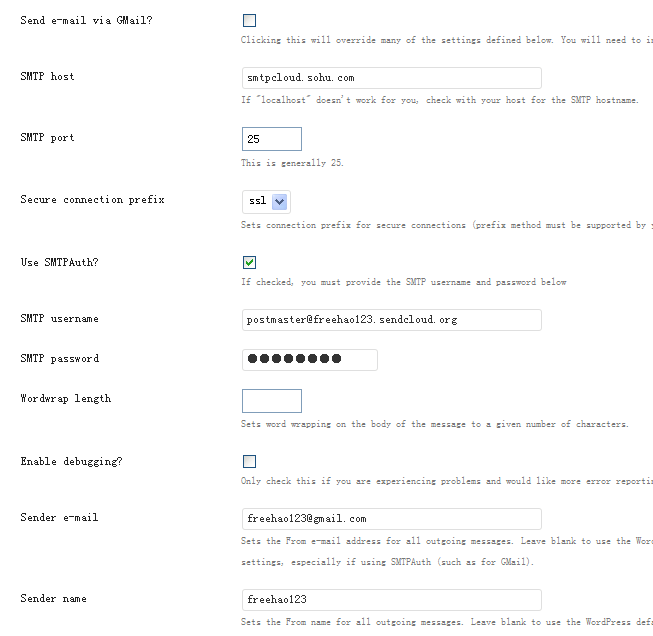 Send e-mail via GMail?
Clicking this will override many of the settings defined below. You will need to
SMTP host
smtpcloud.sohu.com
If "localhost" doesn't work for you, check with your host for the SMTP hostname.
SMTP port
25
This is generally 25.
Secure connection prefix
ssl
Sets connection prefix for secure connections (prefix method must be supported by
Use SMTPAuth?
If checked, you must provide the SMTP username and password below
SMTP username
postmaster@freehao123.sendcloud.org
SMTP password
●●●●●●●●
Wordwrap length
Sets word wrapping on the body of the message to a given number of characters.
Enable debugging?
Only check this if you are experiencing problems and would like more error
Sender e-mail
freehao123@gmail.com
Sets the From e-mail address for all outgoing messages. Leave blank to use the
settings, especially if using SMTPAuth (such as for GMail).
Sender name
freehao123
Sets the From name for all outgoing messages. Leave blank to use the WordPress